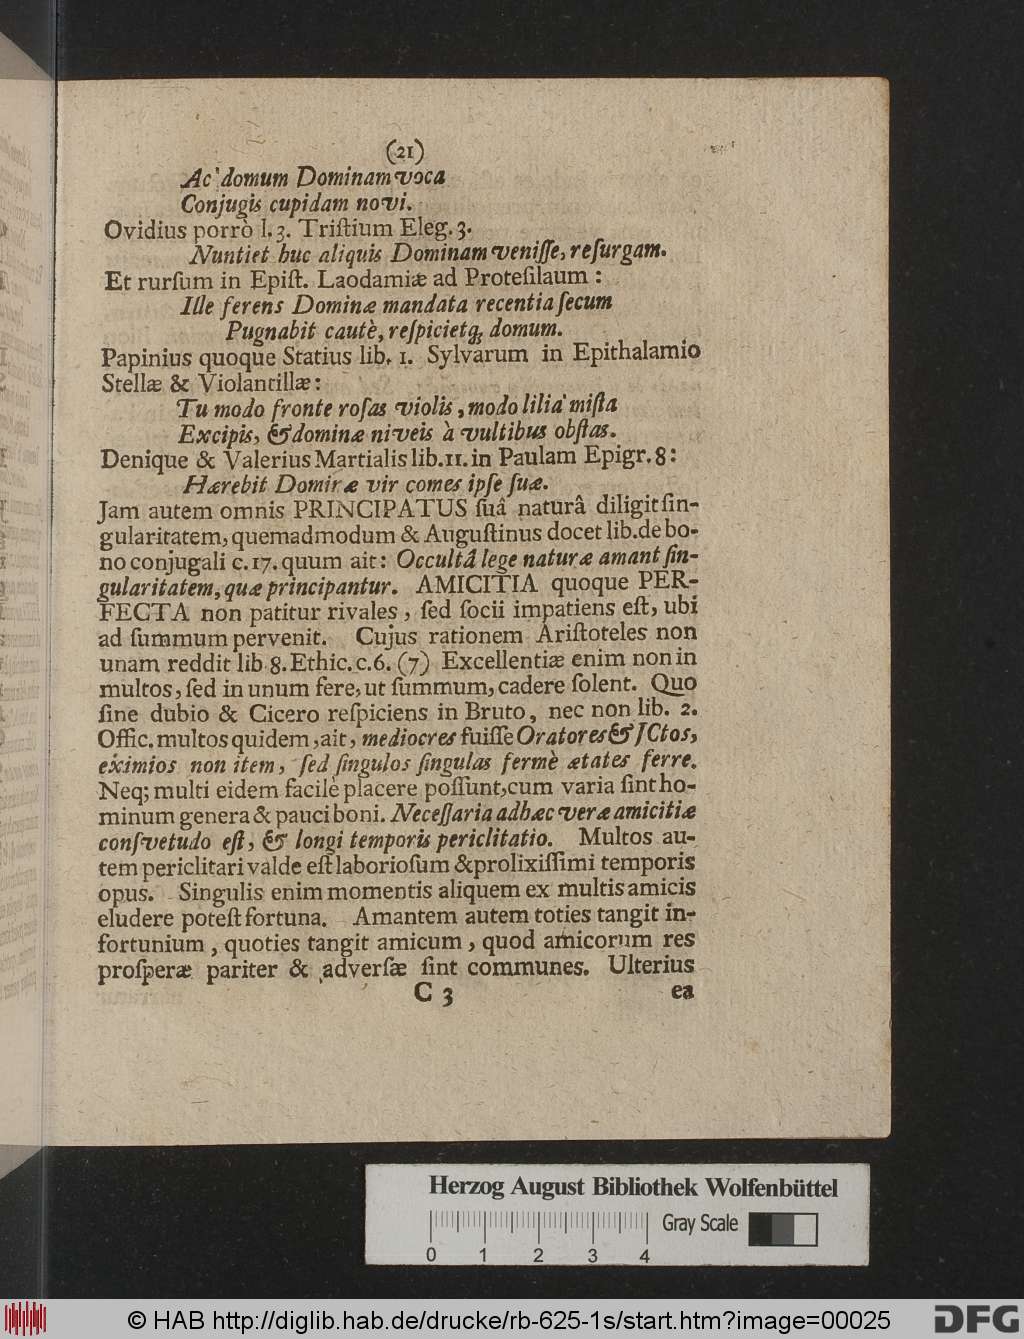 (21)
Ac domum Dominam voca
Conjugis cupidam novi.
Ovidius porrò l. 3. Triſtium Eleg. 3.
Nuntiet huc aliquis Dominam veniſſe, reſurgam.
Et rurſum in Epiſt. Laodamiæ ad Proteſilaum :
Ille ferens Dominæ mandata recentia ſecum
Pugnabit cautè, reſpicietq́; domum.
Papinius quoque Statius lib. 1. Sylvarum in Epithalamio
Stellæ & Violantillæ :
Tu modo fronte roſas violis, modo lilia miſta
Excipis, & dominæ niveis à vultibus obſtas.
Denique & Valerius Martialis lib. 11. in Paulam Epigr. 8 :
Hærebit Dominæ vir comes ipſe ſuæ.
Jam autem omnis PRINCIPATUS ſuâ naturâ diligit ſin-
gularitatem, quemadmodum & Auguſtinus docet lib. de bo-
no conjugali c. 17. quum ait: Occultâ lege naturæ amant ſin-
gularitatem, quæ principantur. AMICITIA quoque PER-
FECTA non patitur rivales, ſed ſocii impatiens eſt, ubi
ad ſummum pervenit. Cujus rationem Ariſtoteles non
unam reddit lib 8. Ethic. c. 6. (7) Excellentiæ enim non in
multos, ſed in unum fere, ut ſummum, cadere ſolent. Quo
ſine dubio & Cicero reſpiciens in Bruto, nec non lib. 2.
Offic. multos quidem, ait, mediocres fuiſſe Oratores & JCtos,
eximios non item, ſed ſingulos ſingulas fermè ætates ferre.
Neq; multi eidem facilè placere poſſunt, cum varia ſint ho-
minum genera & pauci boni. Neceſſaria adhæc veræ amicitiæ
conſvetudo eſt, & longi temporis periclitatio. Multos au-
tem periclitari valde eſt laborioſum & prolixiſſimi temporis
opus. Singulis enim momentis aliquem ex multis amicis
eludere poteſt fortuna. Amantem autem toties tangit in-
fortunium, quoties tangit amicum, quod amicorum res
proſperæ pariter & adverſæ ſint communes. Ulterius
C 3 ea
Herzog August Bibliothek Wolfenbüttel
Gray Scale
0 1 2 3 4
© HAB http://diglib.hab.de/drucke/rb-625-1s/start.htm?image=00025
DFG